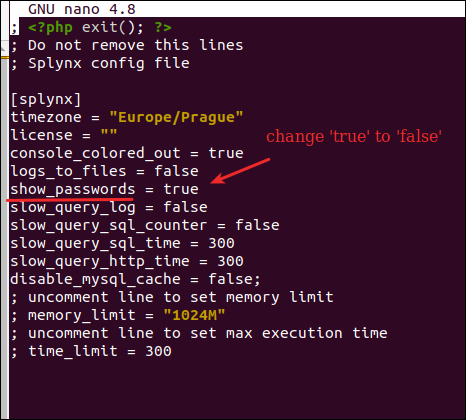 GNU nano 4.8
; <?php exit(); ?>
; Do not remove this lines
; Splynx config file
[splynx]
timezone = "Europe/Prague"
license = ""
console_colored_out = true
change 'true' to 'false'
logs_to_files = false
show_passwords = true
slow_query_log = false
slow_query_sql_counter = false
slow_query_sql_time = 300
slow_query_http_time = 300
disable_mysql_cache = false;
; uncomment line to set memory limit
; memory_limit = "1024M"
; uncomment line to set max execution time
; time_limit = 300